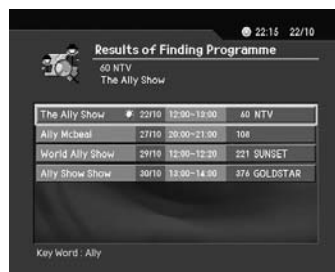 22:15 22/10
Results of Finding Programme
60 NTV
The Ally Show
The Ally Show 22/10 12:00~13:00 60 NTV
Ally Mcbeal 27/10 20:00~21:00 108
World Ally Show 29/10 12:00~12:20 221 SUNSET
Ally Show Show 30/10 13:00~14:00 376 GOLDSTAR
Key Word : Ally